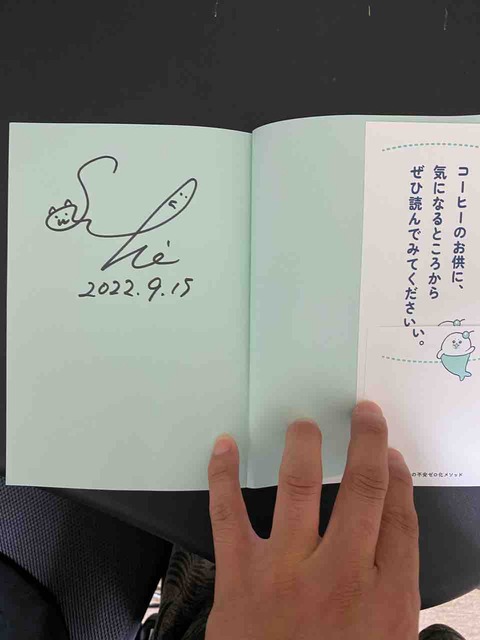 2022.9.15
コーヒーのお供に、
気になるところから
ぜひ読んでみてくださいい。
の不安ゼロ化メソッド